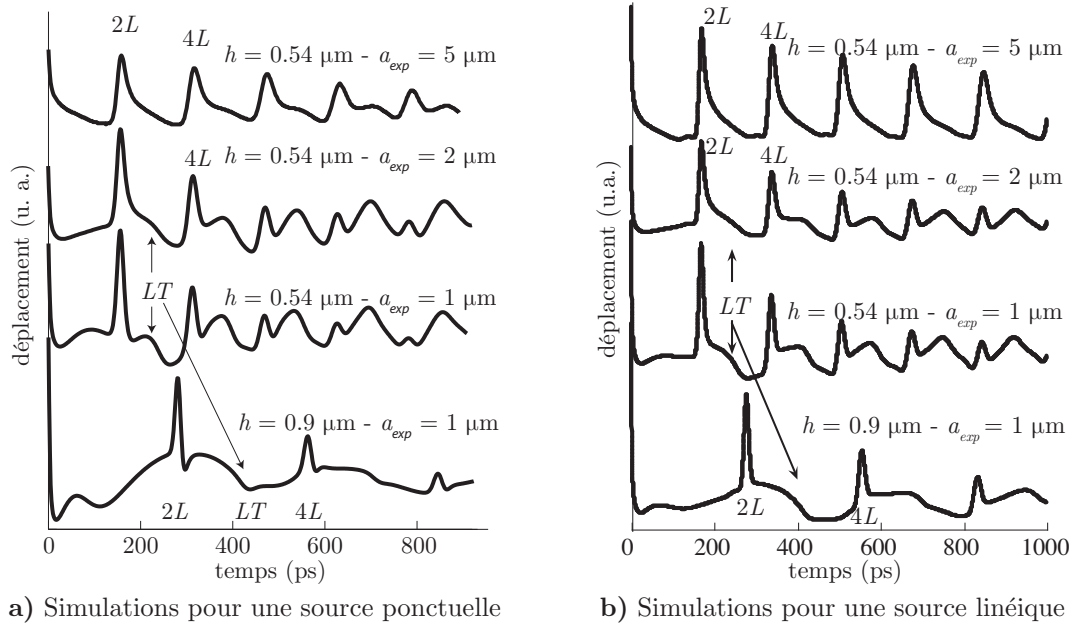 2L
4L
h = 0.54 µm - a_exp = 5 µm
4L
h = 0.54 µm - a_exp = 2 µm
LT
h = 0.54 µm - a_exp = 1 µm
h = 0.9 µm - a_exp = 1 µm
2L
LT
4L
déplacement (u. a.)
0
200
400
600
800
temps (ps)
a) Simulations pour une source ponctuelle
2L
4L
h = 0.54 µm - a_exp = 5 µm
2L
4L
h = 0.54 µm - a_exp = 2 µm
LT
h = 0.54 µm - a_exp = 1 µm
h = 0.9 µm - a_exp = 1 µm
2L
4L
déplacement (u.a.)
0
200
400
600
800
1000
temps (ps)
b) Simulations pour une source linéique